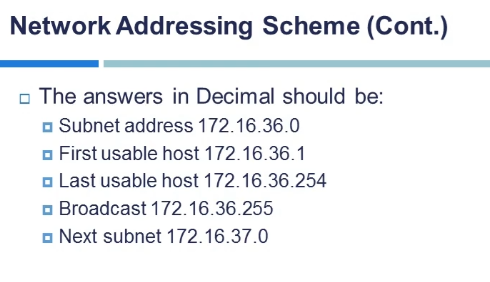 Network Addressing Scheme (Cont.)
The answers in Decimal should be:
Subnet address 172.16.36.0
First usable host 172.16.36.1
Last usable host 172.16.36.254
Broadcast 172.16.36.255
Next subnet 172.16.37.0